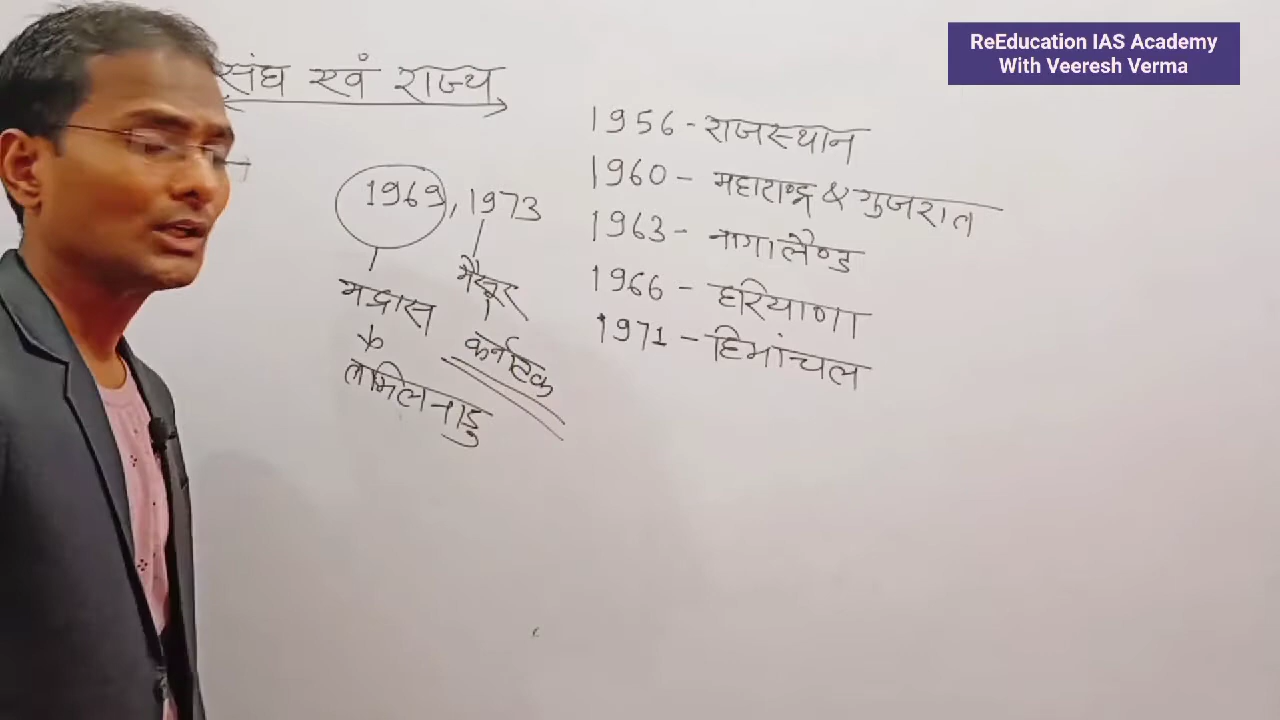 ReEducation IAS Academy
With Veeresh Verma
संघ एवं राज्य
1969, 1973
मद्रास
तामिलनाडु
मैसूर
कर्नाटक
1956 - राजस्थान
1960 - महाराष्ट्र & गुजरात
1963 - नागालैण्ड
1966 - हरियाणा
1971 - हिमांचल